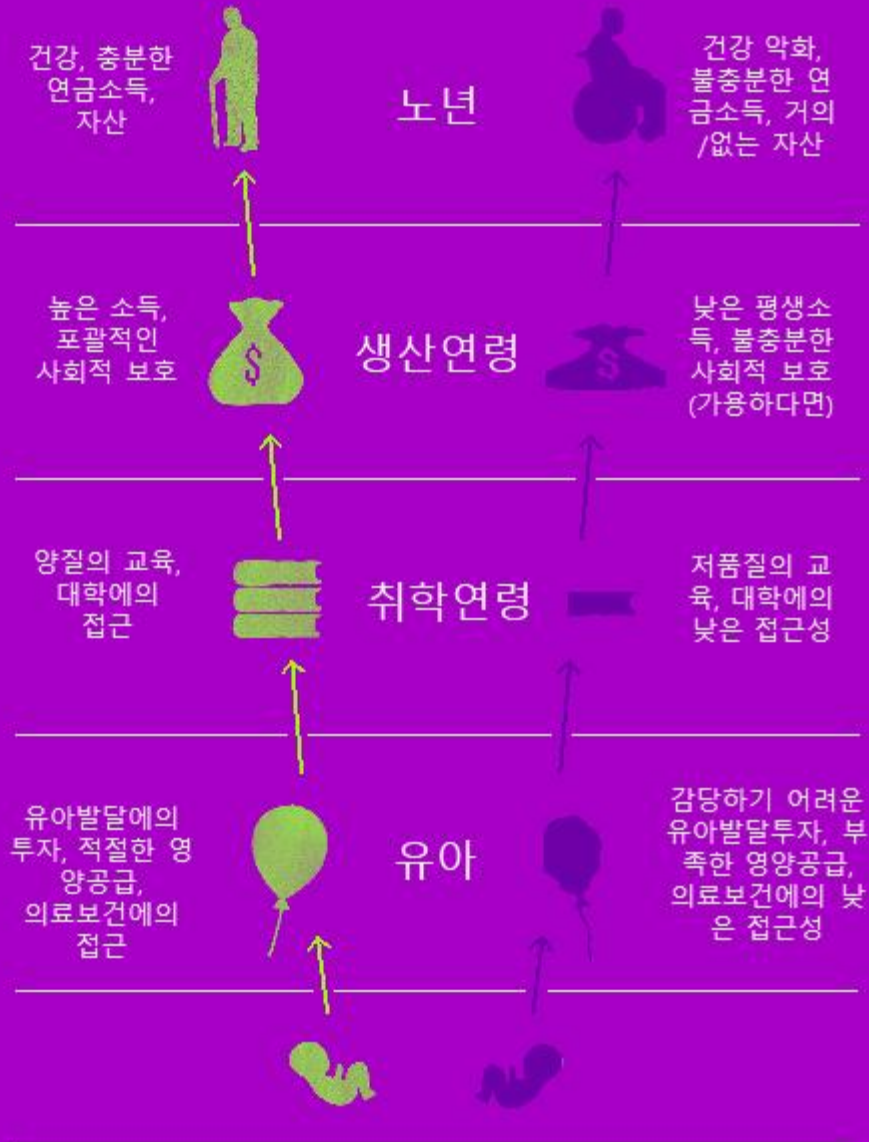 건강, 충분한
연금소득,
자산
노년
건강 악화,
불충분한 연
금소득, 거의
/없는 자산
높은 소득,
포괄적인
사회적 보호
$
생산연령
$
낮은 평생소
득, 불충분한
사회적 보호
(가용하다면)
양질의 교육,
대학에의
접근
취학연령
저품질의 교
육, 대학에의
낮은 접근성
유아발달에의
투자, 적절한 영
양공급,
의료보건에의
접근
유아
감당하기 어려운
유아발달투자, 부
족한 영양공급,
의료보건에의 낮
은 접근성